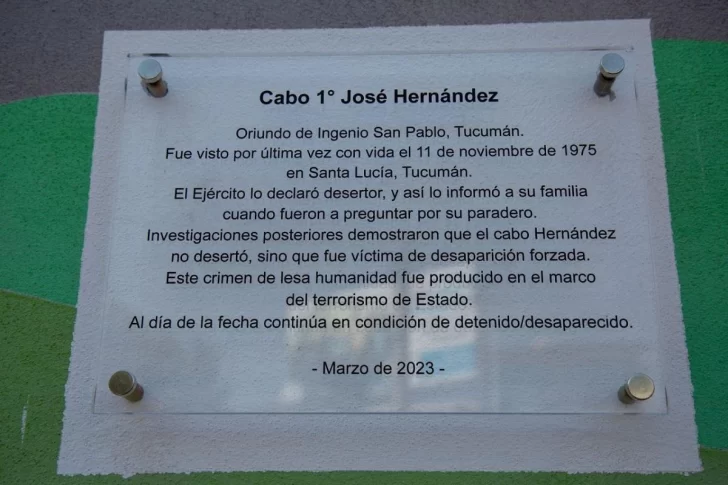 Cabo 1° José Hernández
Oriundo de Ingenio San Pablo, Tucumán.
Fue visto por última vez con vida el 11 de noviembre de 1975
en Santa Lucía, Tucumán.
El Ejército lo declaró desertor, y así lo informó a su familia
cuando fueron a preguntar por su paradero.
Investigaciones posteriores demostraron que el cabo Hernández
no desertó, sino que fue víctima de desaparición forzada.
Este crimen de lesa humanidad fue producido en el marco
del terrorismo de Estado.
Al día de la fecha continúa en condición de detenido/desaparecido.
- Marzo de 2023 -